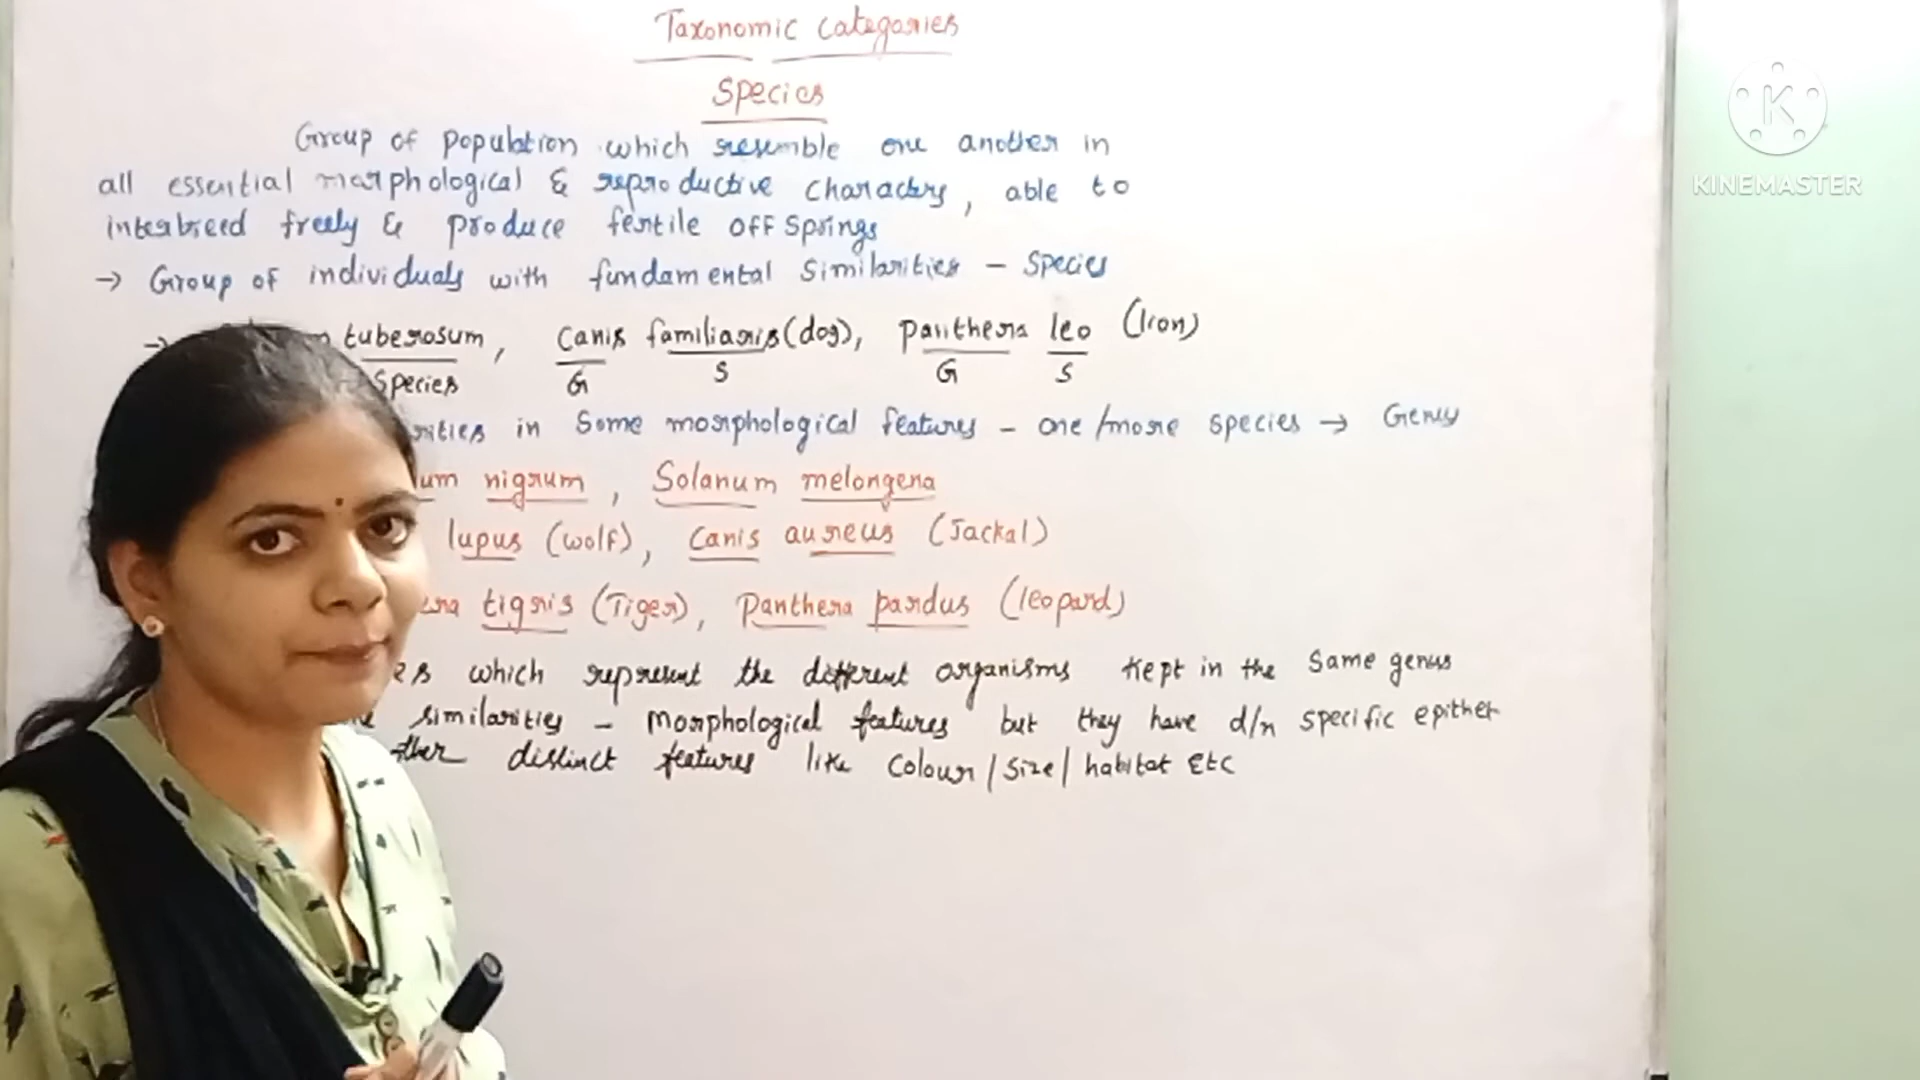 Taxonomic Categories
Species
Group of population which resemble one another in
all essential morphological & reproductive characters, able to
interbreed freely & produce fertile offsprings
→ Group of individuals with fundamental similarities - Species
→ tuberosum, Canis familiaris (dog), Panthera leo (lion)
Species G S G S
in some morphological features - one/more species → Genus
nigrum, Solanum melongena
lupus (wolf), Canis aureus (Jackal)
tigris (Tiger), Panthera pardus (leopard)
which represent the different organisms kept in the same genus
similarities - morphological features but they have d/n specific epithet
distinct features like colour/size/habitat Etc
KINEMASTER